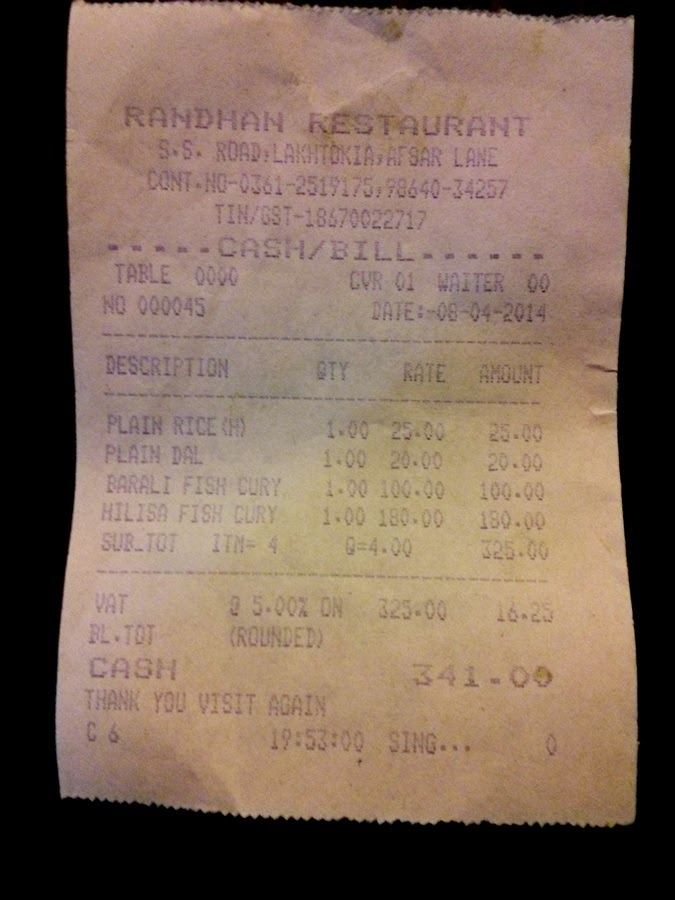 RANDHAN RESTAURANT
S.S. ROAD,LAKHTOKIA,AFSAR LANE
CONT.NO-0361-2519175,98640-34257
TIN/GST-18670022717
-----CASH/BILL------
TABLE 0000 CVR 01 WAITER 00
NO 000045 DATE:-08-04-2014
DESCRIPTION QTY RATE AMOUNT
PLAIN RICE(H) 1.00 25.00 25.00
PLAIN DAL 1.00 20.00 20.00
BARALI FISH CURY 1.00 100.00 100.00
HILISA FISH CURY 1.00 180.00 180.00
SUB_TOT ITM= 4 Q=4.00 325.00
VAT @ 5.00% ON 325.00 16.25
BL.TOT (ROUNDED)
CASH 341.00
THANK YOU VISIT AGAIN
C 6 19:53:00 SING... 0